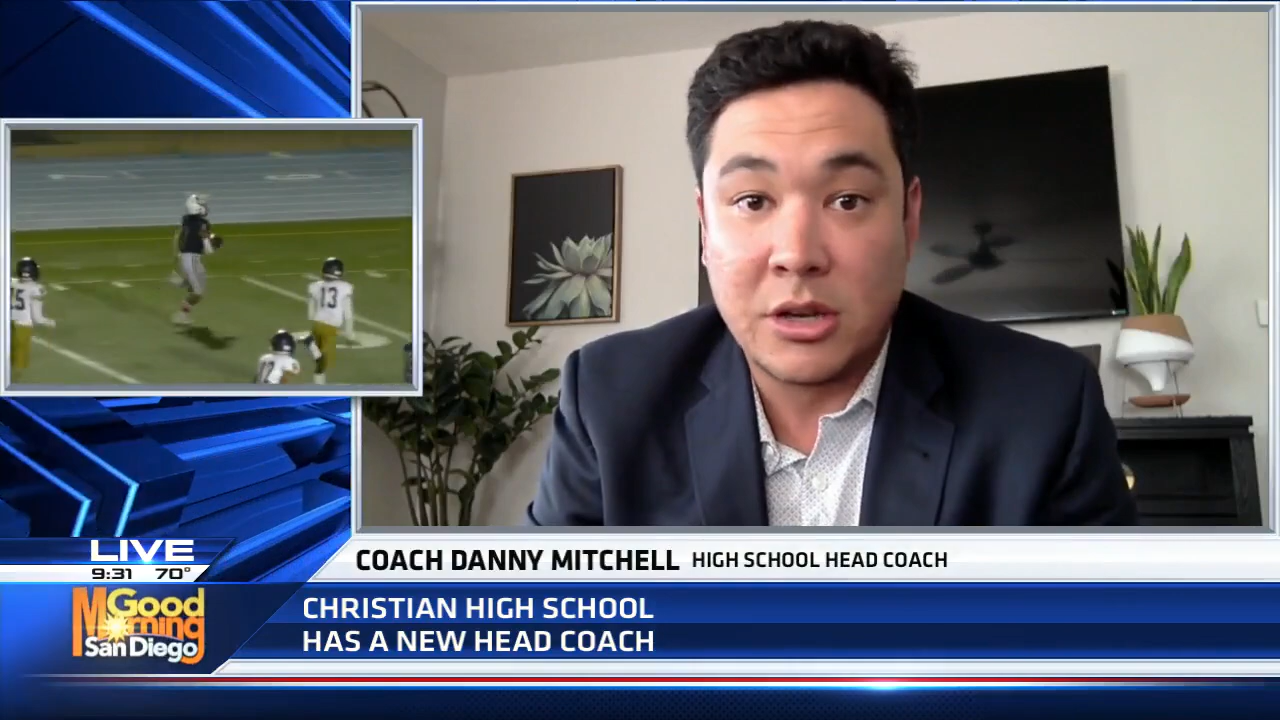 5
13
LIVE
9:31 70°
Good
Morning
San Diego
COACH DANNY MITCHELL HIGH SCHOOL HEAD COACH
CHRISTIAN HIGH SCHOOL
HAS A NEW HEAD COACH